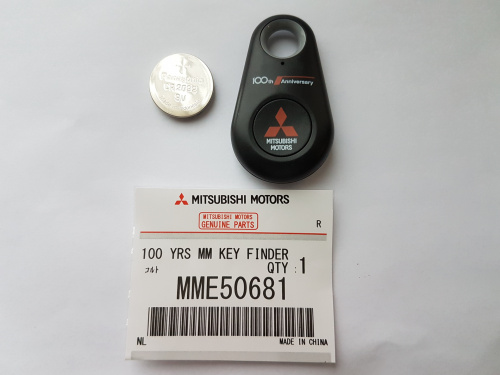 100th Anniversary
MITSUBISHI
MOTORS
MITSUBISHI MOTORS
MITSUBISHI MOTORS
GENUINE PARTS
R
100 YRS MM KEY FINDER
QTY : 1
MME50681
NL
MADE IN CHINA